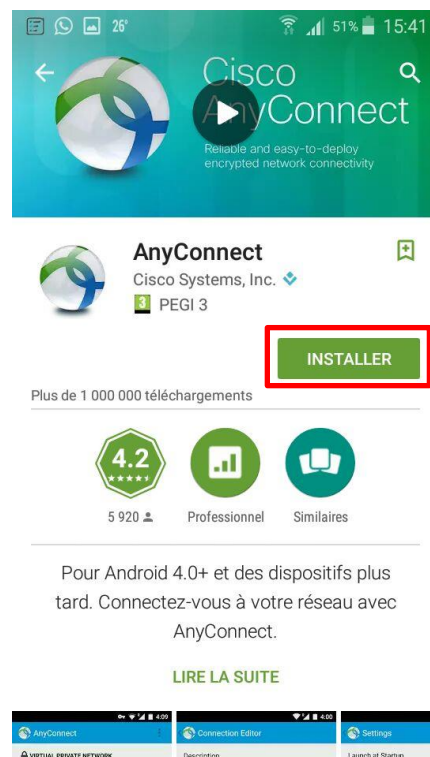 26° 51% 15:41
Cisco
AnyConnect
Reliable and easy-to-deploy
encrypted network connectivity
AnyConnect
Cisco Systems, Inc.
3 PEGI 3
INSTALLER
Plus de 1 000 000 téléchargements
4.2
5 920 Professionnel Similaires
Pour Android 4.0+ et des dispositifs plus
tard. Connectez-vous à votre réseau avec
AnyConnect.
LIRE LA SUITE
4:09 4:00
AnyConnect Connection Editor Settings
VIRTUAL PRIVATE NETWORK Description Launch at Startup